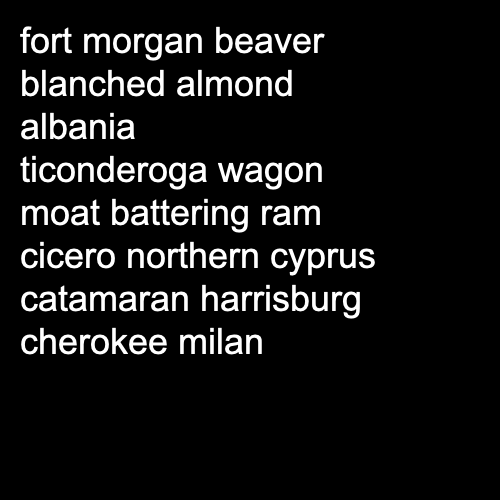 fort morgan beaver
blanched almond
albania
ticonderoga wagon
moat battering ram
cicero northern cyprus
catamaran harrisburg
cherokee milan